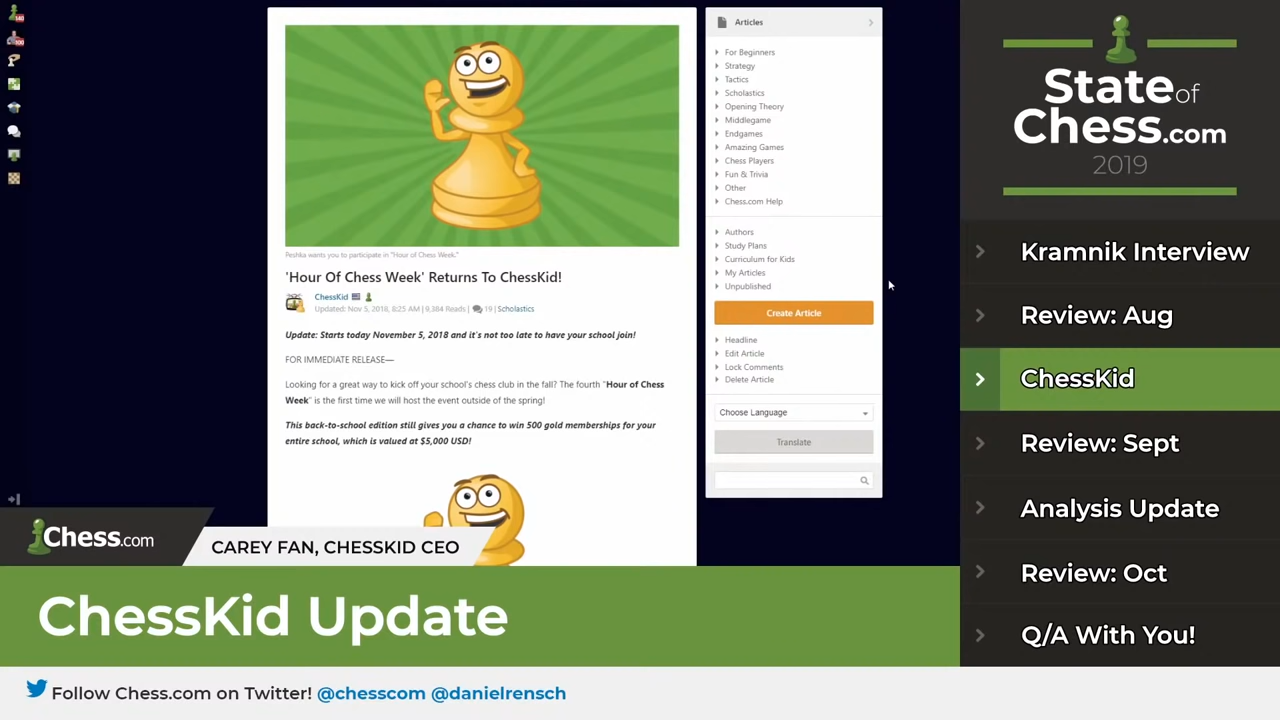 140
100
Peshka wants you to participate in "Hour of Chess Week."
'Hour Of Chess Week' Returns To ChessKid!
ChessKid
Updated: Nov 5, 2018, 8:25 AM | 9,384 Reads | 19 | Scholastics
Update: Starts today November 5, 2018 and it's not too late to have your school join!
FOR IMMEDIATE RELEASE—
Looking for a great way to kick off your school's chess club in the fall? The fourth "Hour of Chess
Week" is the first time we will host the event outside of the spring!
This back-to-school edition still gives you a chance to win 500 gold memberships for your
entire school, which is valued at $5,000 USD!
Articles
For Beginners
Strategy
Tactics
Scholastics
Opening Theory
Middlegame
Endgames
Amazing Games
Chess Players
Fun & Trivia
Other
Chess.com Help
Authors
Study Plans
Curriculum for Kids
My Articles
Unpublished
Create Article
Headline
Edit Article
Lock Comments
Delete Article
Choose Language
Translate
State of
Chess.com
2019
Kramnik Interview
Review: Aug
ChessKid
Review: Sept
Analysis Update
Review: Oct
Q/A With You!
Chess.com
CAREY FAN, CHESSKID CEO
ChessKid Update
Follow Chess.com on Twitter! @chesscom @danielrensch